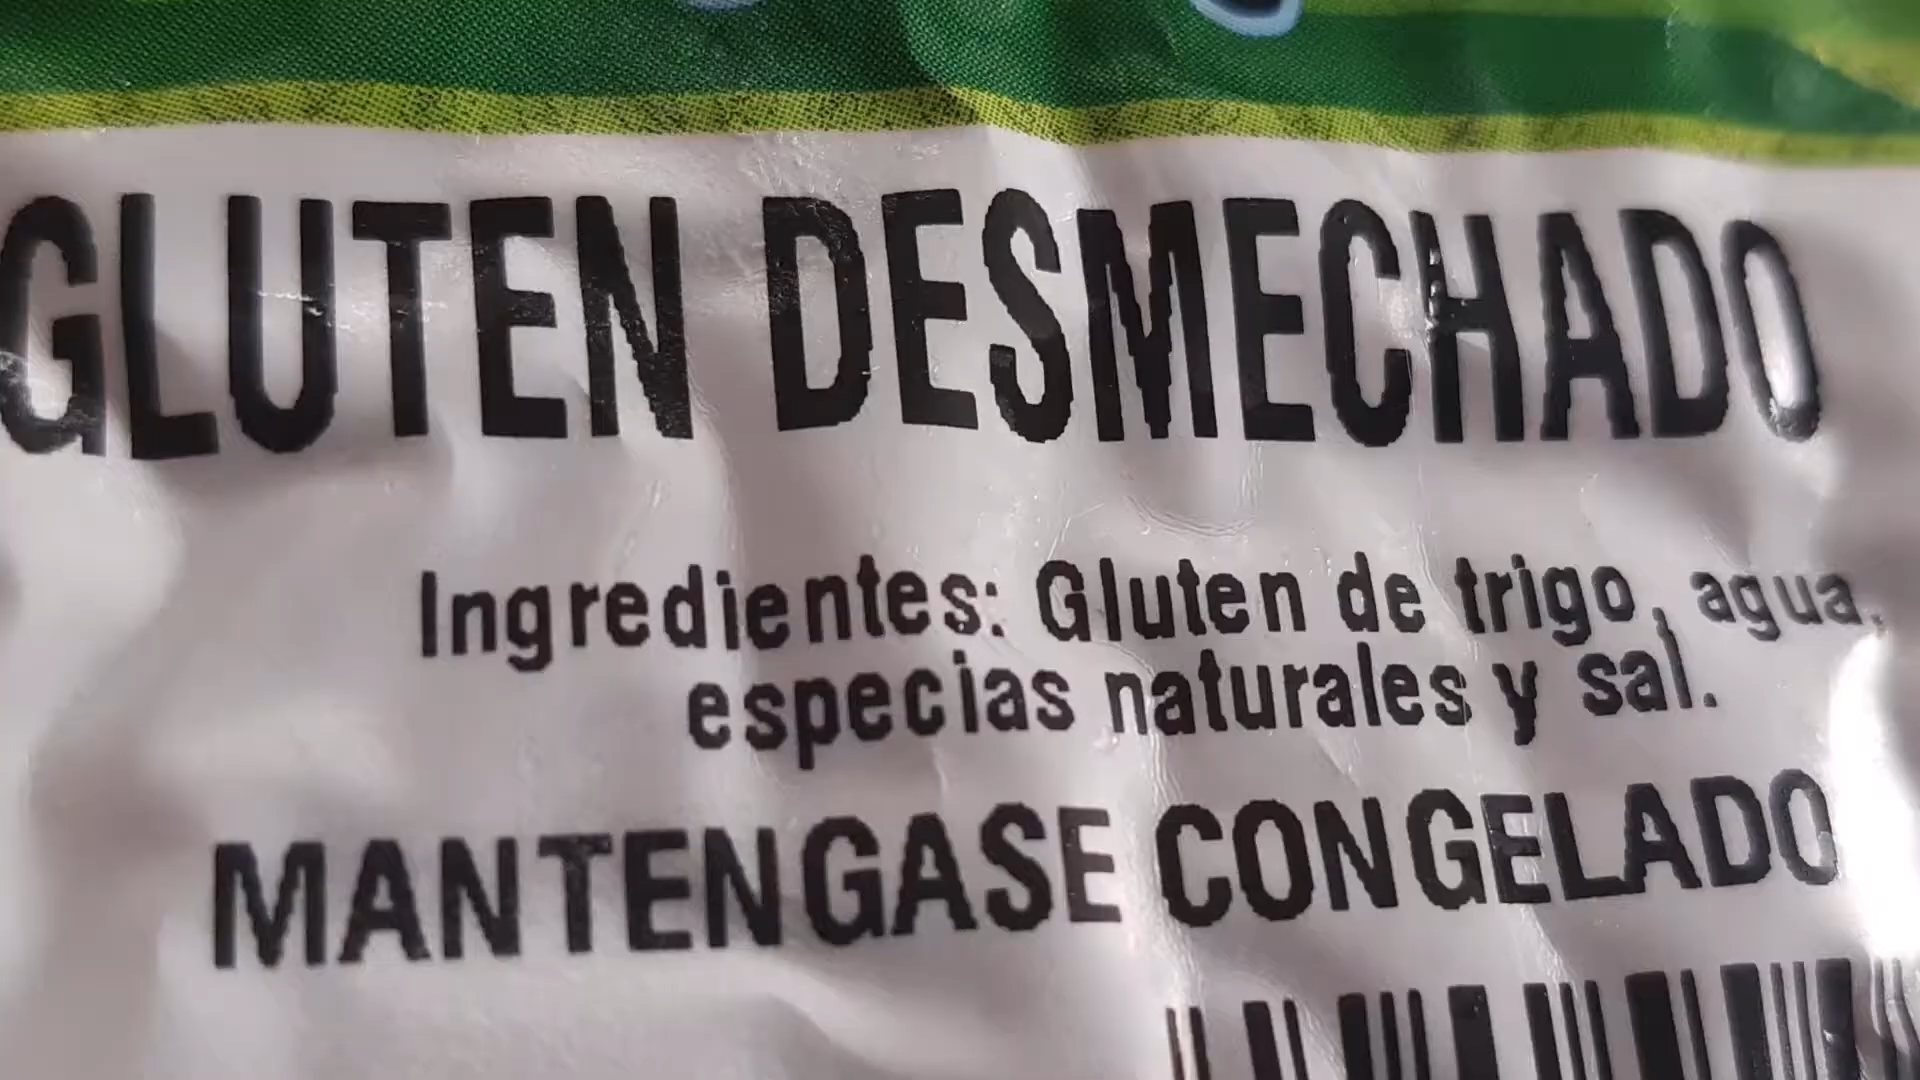 GLUTEN DESMECHADO
Ingredientes: Gluten de trigo, agua,
especias naturales y sal.
MANTENGASE CONGELADO